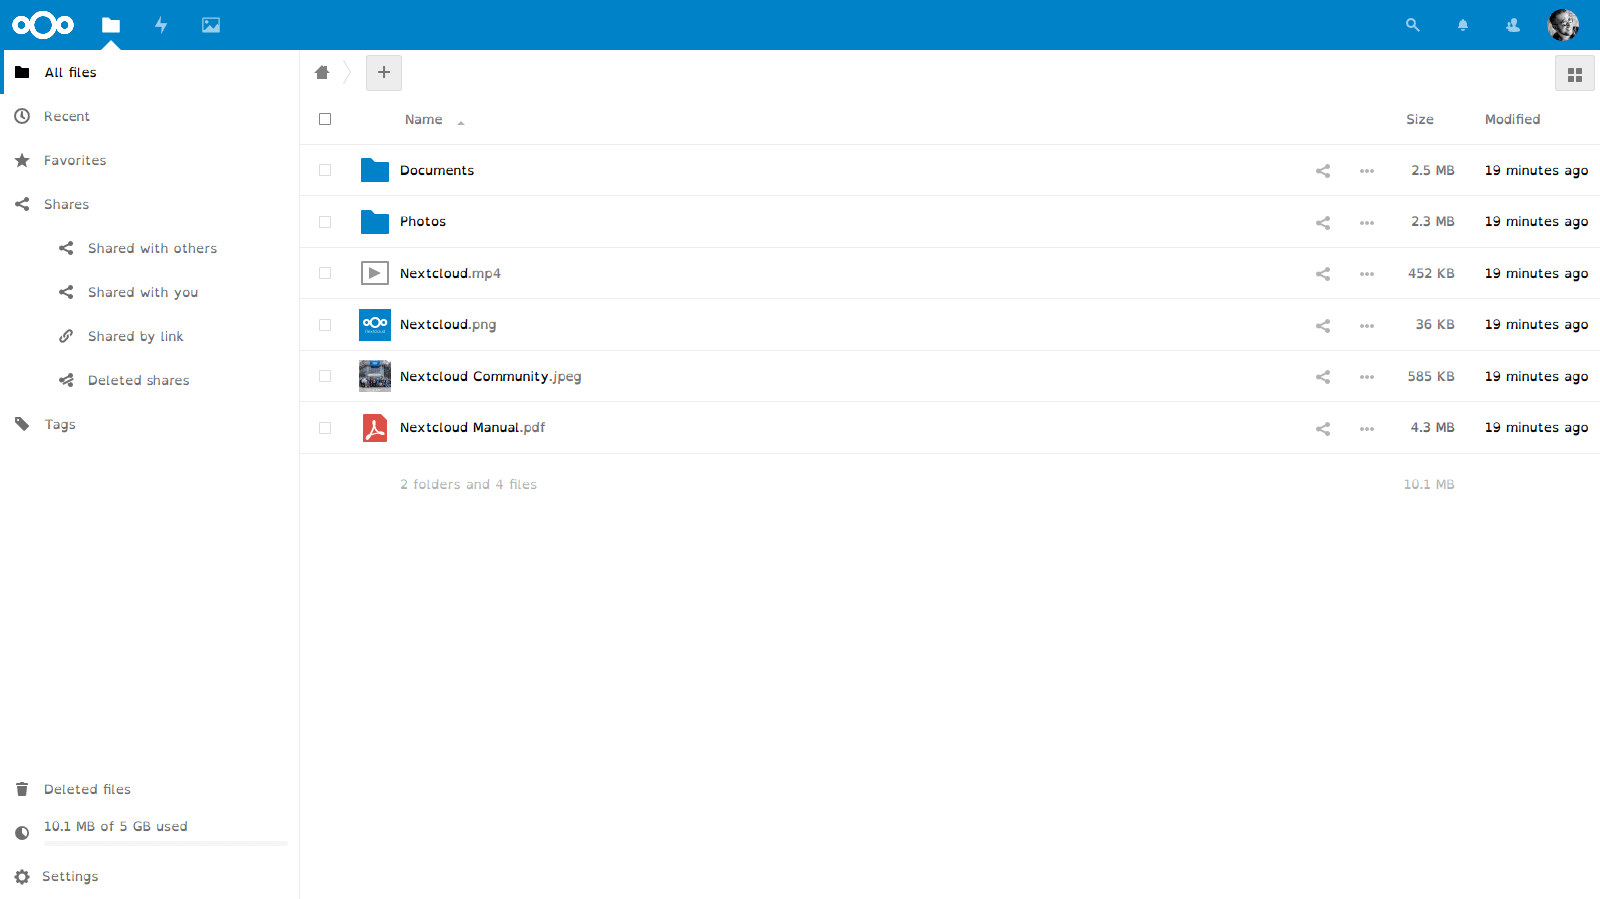 All files
Recent
Favorites
Shares
Shared with others
Shared with you
Shared by link
Deleted shares
Tags
Deleted files
10.1 MB of 5 GB used
Settings
Name Size Modified
Documents 2.5 MB 19 minutes ago
Photos 2.3 MB 19 minutes ago
Nextcloud.mp4 452 KB 19 minutes ago
Nextcloud.png 36 KB 19 minutes ago
Nextcloud Community.jpeg 585 KB 19 minutes ago
Nextcloud Manual.pdf 4.3 MB 19 minutes ago
2 folders and 4 files 10.1 MB